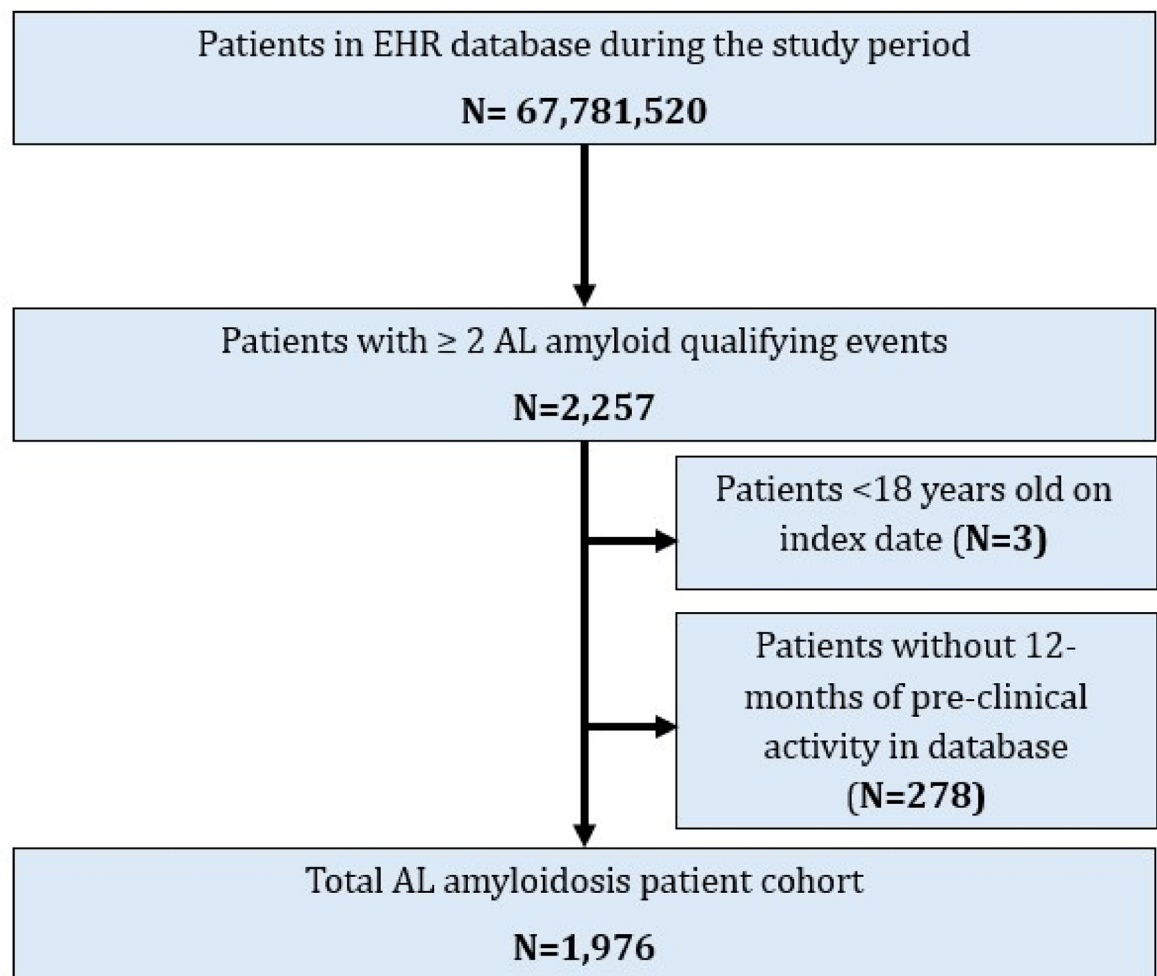 Patients in EHR database during the study period
N= 67,781,520
Patients with ≥ 2 AL amyloid qualifying events
N=2,257
Patients <18 years old on
index date (N=3)
Patients without 12-
months of pre-clinical
activity in database
(N=278)
Total AL amyloidosis patient cohort
N=1,976